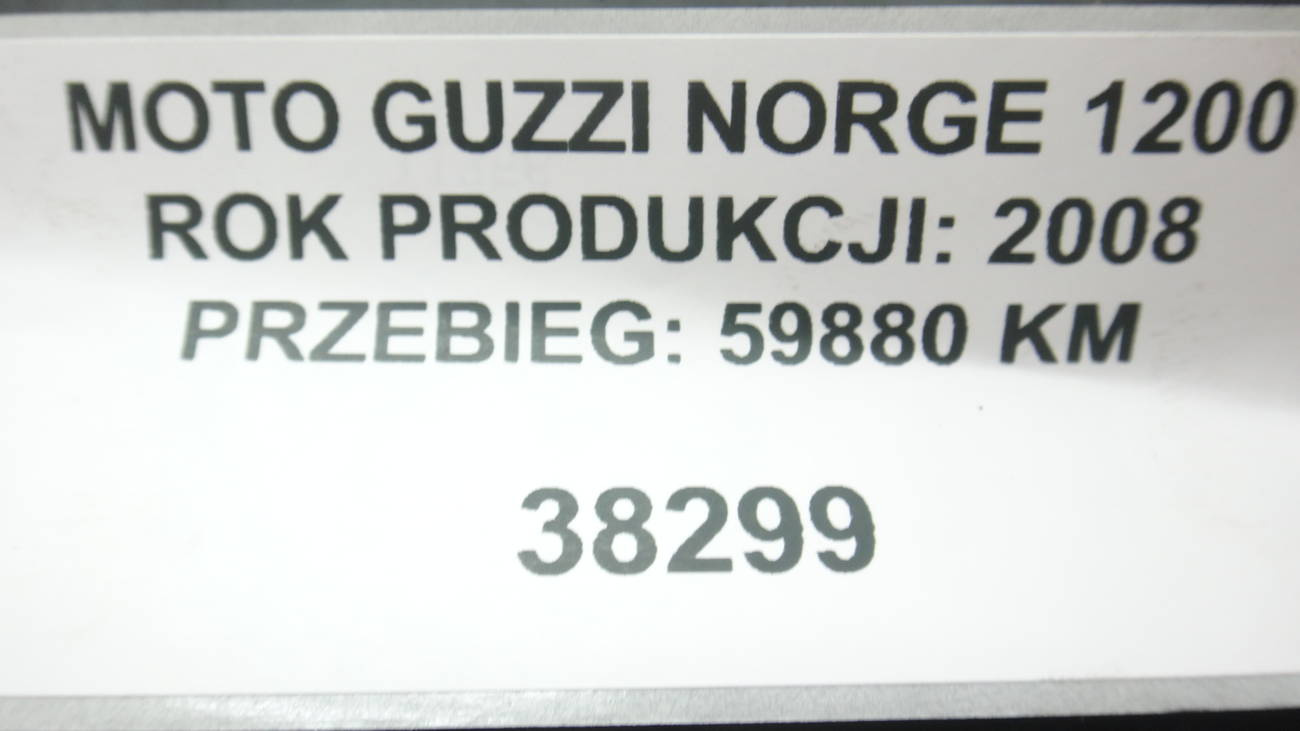 MOTO GUZZI NORGE 1200
ROK PRODUKCJI: 2008
PRZEBIEG: 59880 KM
38299